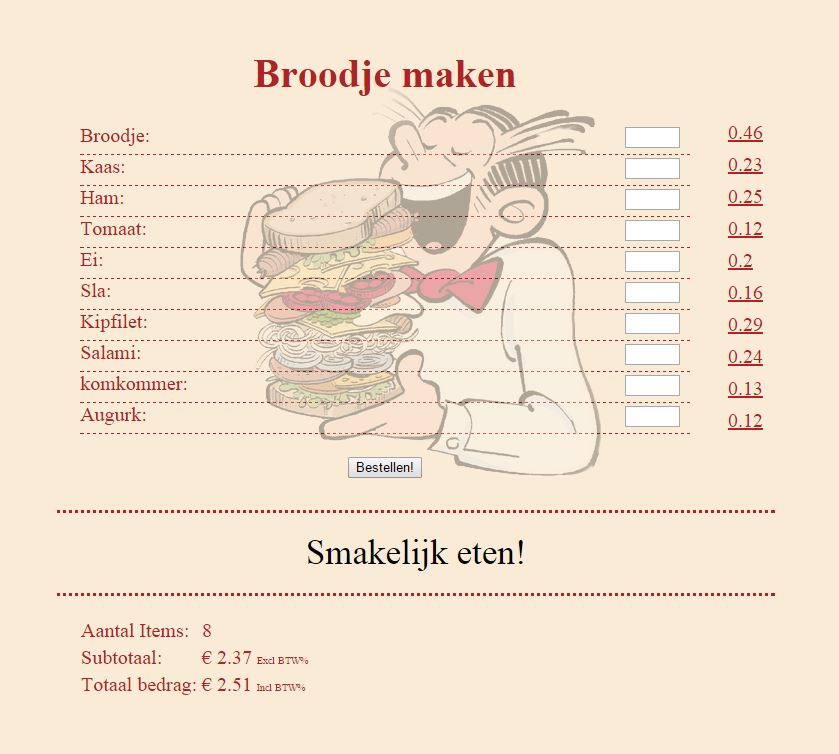 Broodje maken
Broodje: 0.46
Kaas: 0.23
Ham: 0.25
Tomaat: 0.12
Ei: 0.2
Sla: 0.16
Kipfilet: 0.29
Salami: 0.24
komkommer: 0.13
Augurk: 0.12
Bestellen!
Smakelijk eten!
Aantal Items: 8
Subtotaal: € 2.37 Excl BTW%
Totaal bedrag: € 2.51 Incl BTW%